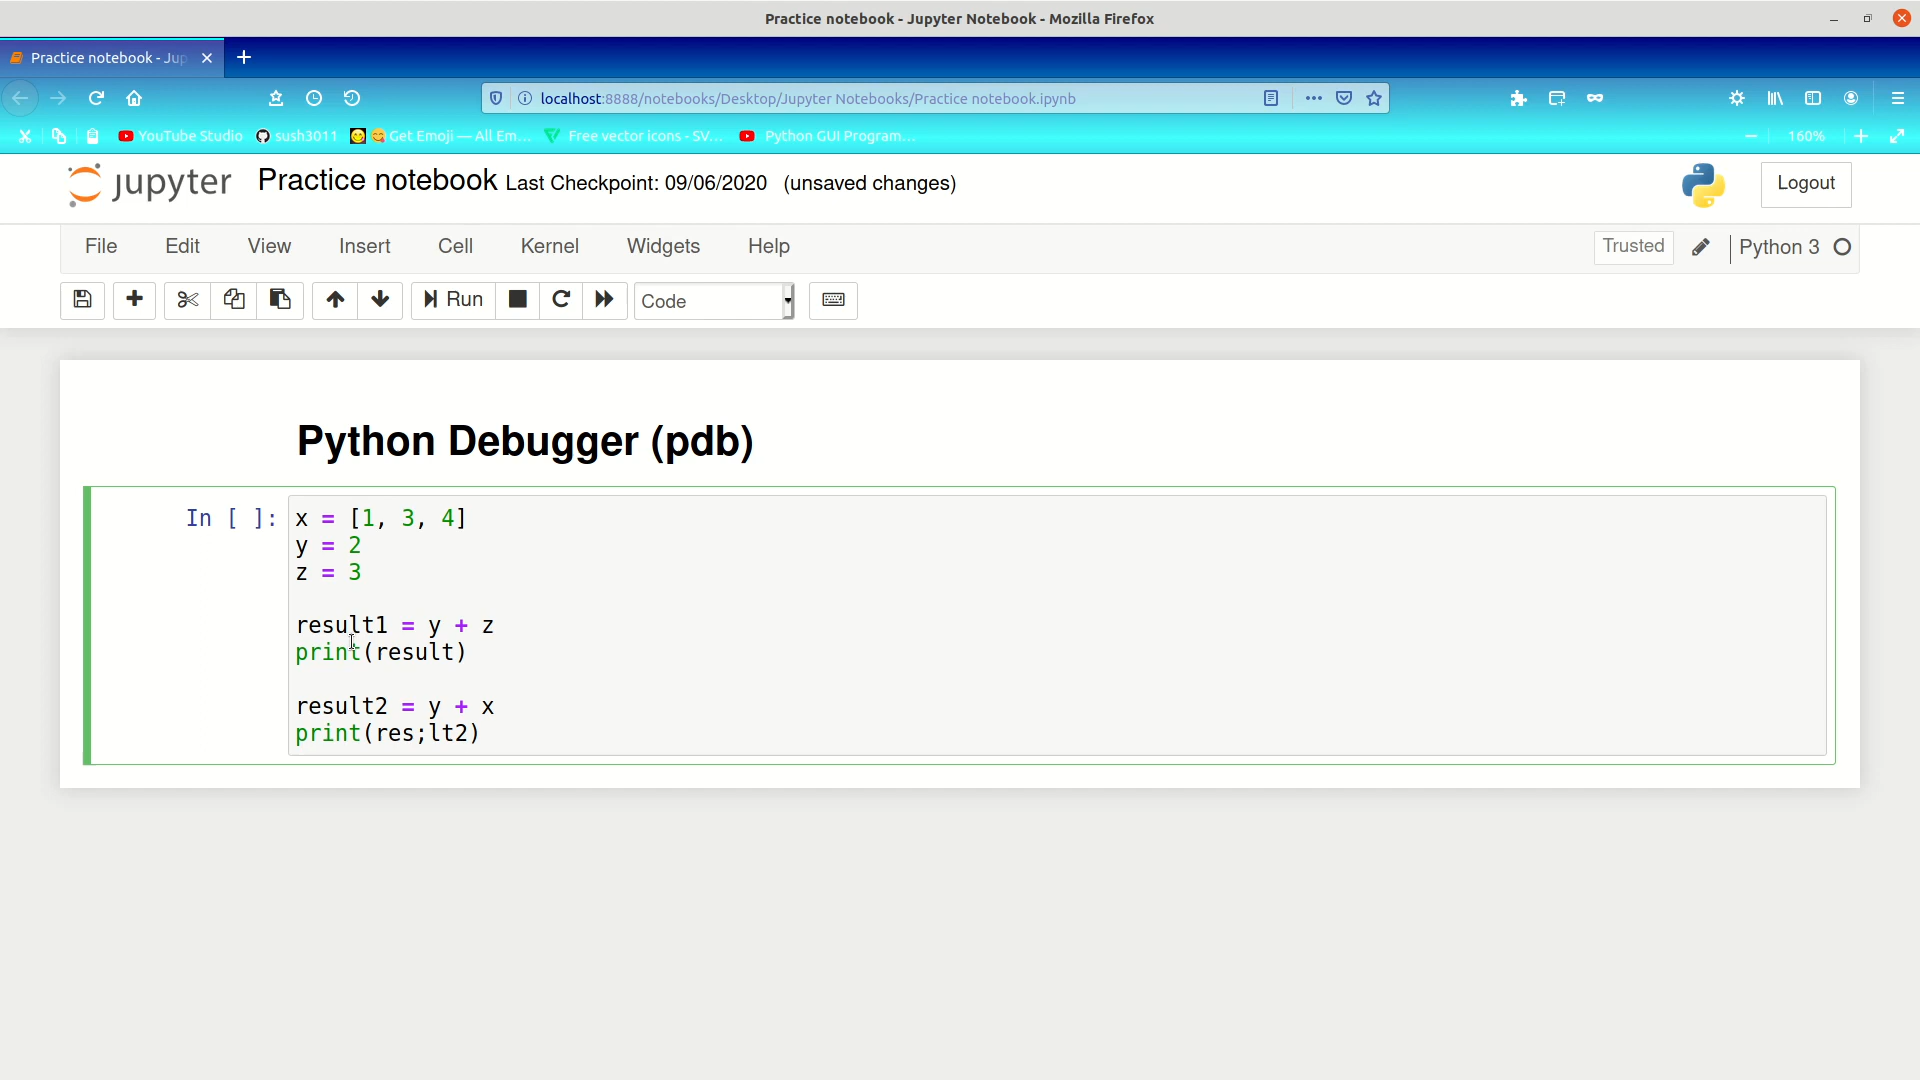 Practice notebook - Jupyter Notebook - Mozilla Firefox
Practice notebook - Jup
localhost:8888/notebooks/Desktop/Jupyter Notebooks/Practice notebook.ipynb
YouTube Studio sush3011 Get Emoji — All Em... Free vector icons - SV... Python GUI Program... 160%
jupyter Practice notebook Last Checkpoint: 09/06/2020 (unsaved changes) Logout
File Edit View Insert Cell Kernel Widgets Help Trusted Python 3
Run Code
Python Debugger (pdb)
In [ ]: x = [1, 3, 4]
y = 2
z = 3
result1 = y + z
print(result)
result2 = y + x
print(res;lt2)